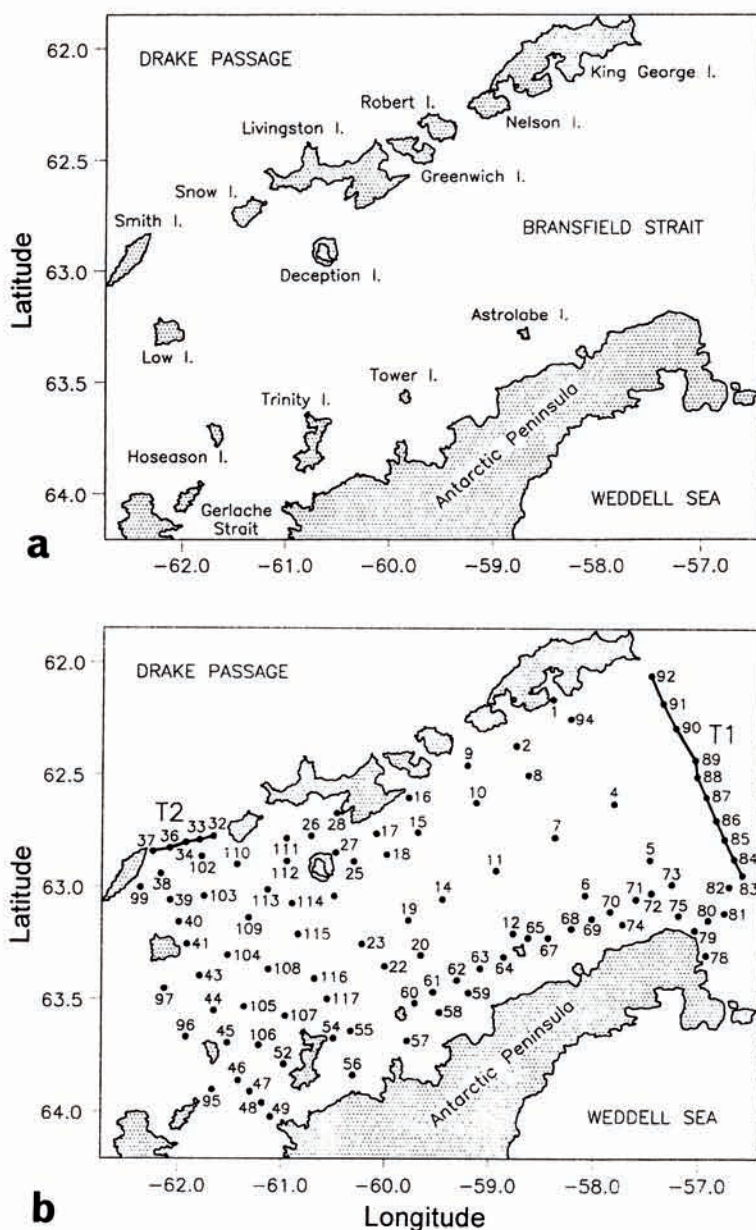 62.0
DRAKE PASSAGE
King George I.
Robert I.
Nelson I.
Livingston I.
62.5
Greenwich I.
Snow I.
Smith I.
BRANSFIELD STRAIT
Latitude
63.0
Deception I.
Astrolabe I.
Low I.
63.5
Tower I.
Trinity I.
Antarctic Peninsula
Hoseason I.
64.0
Gerlache
Strait
WEDDELL SEA
a
-62.0 -61.0 -60.0 -59.0 -58.0 -57.0
62.0
DRAKE PASSAGE
92
1 94
91
90 T1
2
9
89
62.5
8
88
10
16
4
87
T2
28
86
37 36 33 32
26
17 15
7
85
34
27
18
5
84
102 110 111
112
25
11
83
Latitude
63.0
38
99 39 103 113 114
14
6
73
82
71
72 75
81
109
40
19
70
80
115
12 65 68
69 74
79
41
23
20
67
78
104
108
22
63
64
43
116
62
97
61
59
44 105
117
60
63.5
107
58
96 45 106
54 55
57
52
46
56
47
95
48 49
64.0
Antarctic Peninsula
WEDDELL SEA
b
-62.0 -61.0 -60.0 -59.0 -58.0 -57.0
Longitude